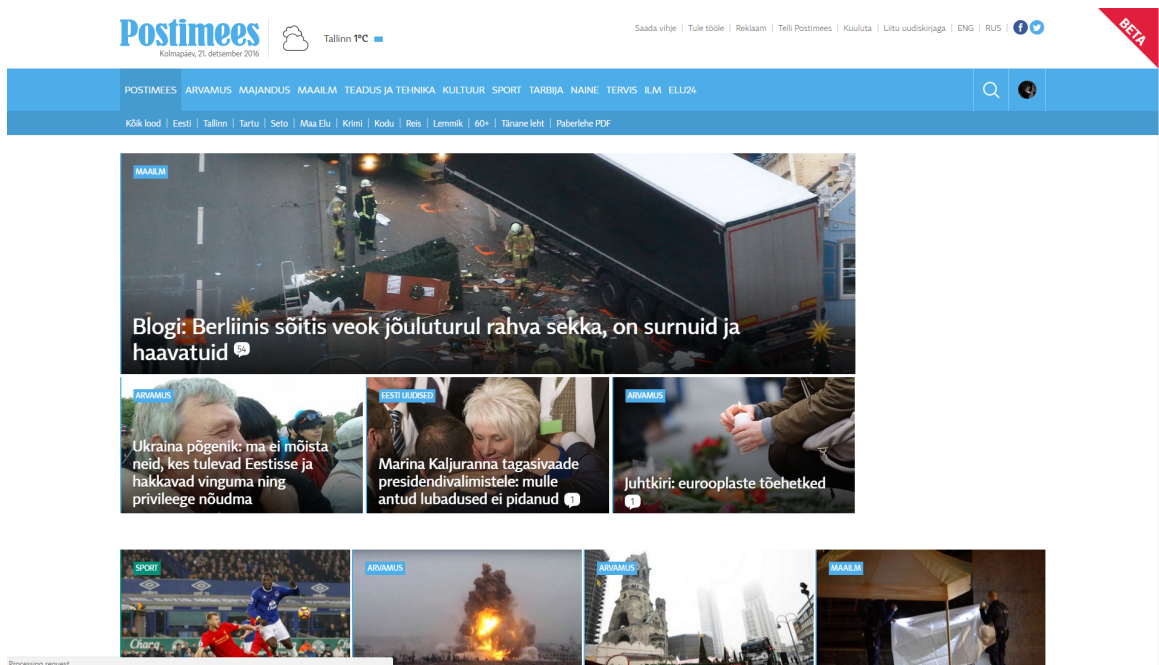 Postimees
Kolmapäev, 21. detsember 2016
Tallinn 1°C
Saada vihje | Tule tööle | Reklaam | Telli Postimees | Kuuluta | Liitu uudiskirjaga | ENG | RUS
BETA
POSTIMEES ARVAMUS MAJANDUS MAAILM TEADUS JA TEHNIKA KULTUUR SPORT TARBIJA NAINE TERVIS ILM ELU24
Kõik lood | Eesti | Tallinn | Tartu | Seto | Maa Elu | Krimi | Kodu | Reis | Lemmik | 60+ | Tänane leht | Paberlehe PDF
MAAILM
Blogi: Berliinis sõitis veok jõuluturul rahva sekka, on surnuid ja
haavatuid 54
ARVAMUS
Ukraina põgenik: ma ei mõista
neid, kes tulevad Eestisse ja
hakkavad vinguma ning
privileege nõudma
EESTI UUDISED
Marina Kaljuranna tagasivaade
presidendivalimistele: mulle
antud lubadused ei pidanud 1
ARVAMUS
Juhtkiri: eurooplaste tõehetked
1
SPORT
ARVAMUS
ARVAMUS
MAAILM
Charg
Processing request